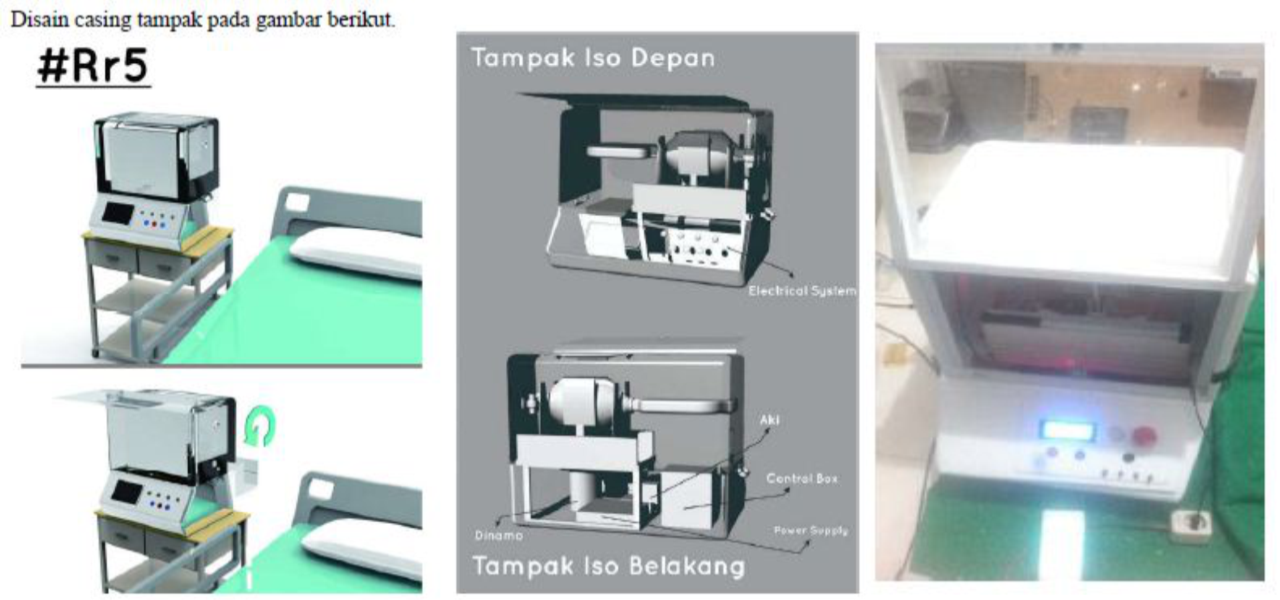 Disain casing tampak pada gambar berikut.
#Rr5
Tampak Iso Depan
Electrical System
Aki
Control Box
Power Supply
Dinamo
Tampak Iso Belakang